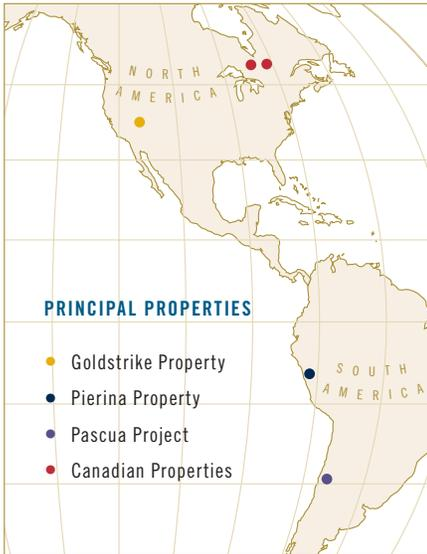 NORTH
AMERICA
PRINCIPAL PROPERTIES
Goldstrike Property
Pierina Property
Pascua Project
Canadian Properties
SOUTH
AMERICA